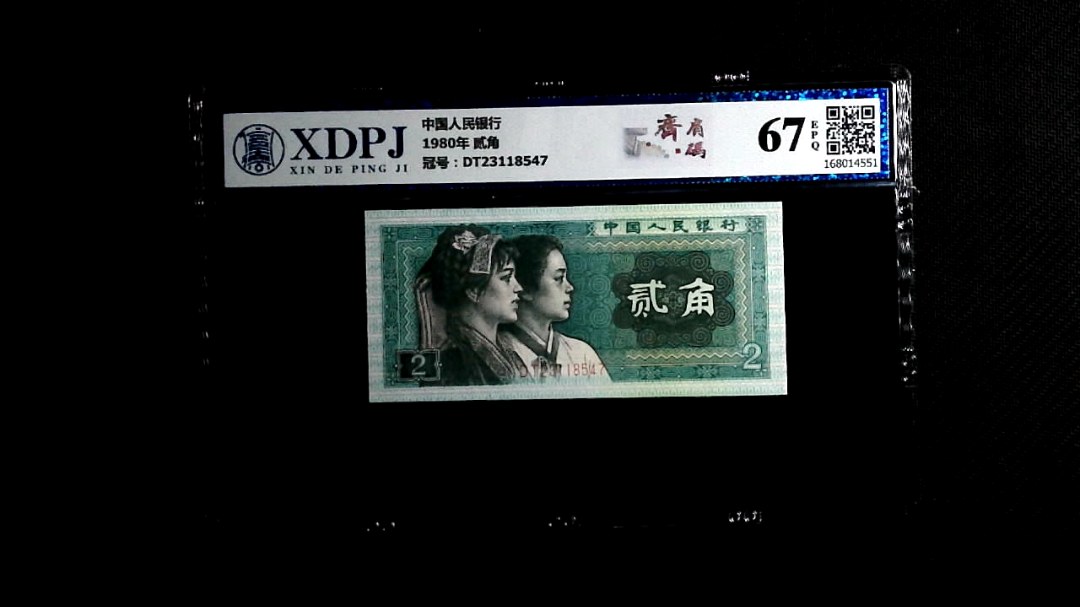 XDPJ
XIN DE PING JI
中国人民银行
1980年 贰角
冠号：DT23118547
67
EPQ
168014551
中国人民银行
贰角
2
2
DT23118547